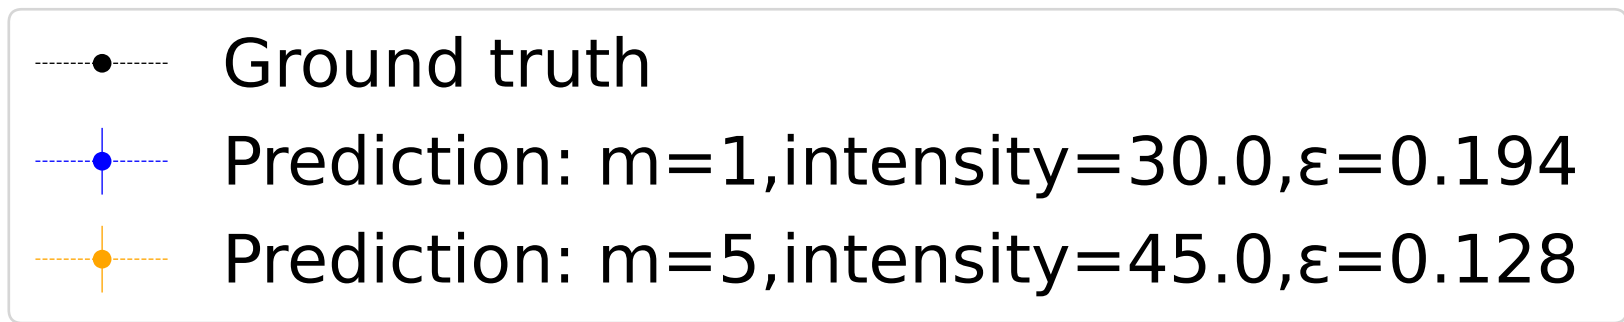 Ground truth
Prediction: m=1,intensity=30.0,ε=0.194
Prediction: m=5,intensity=45.0,ε=0.128